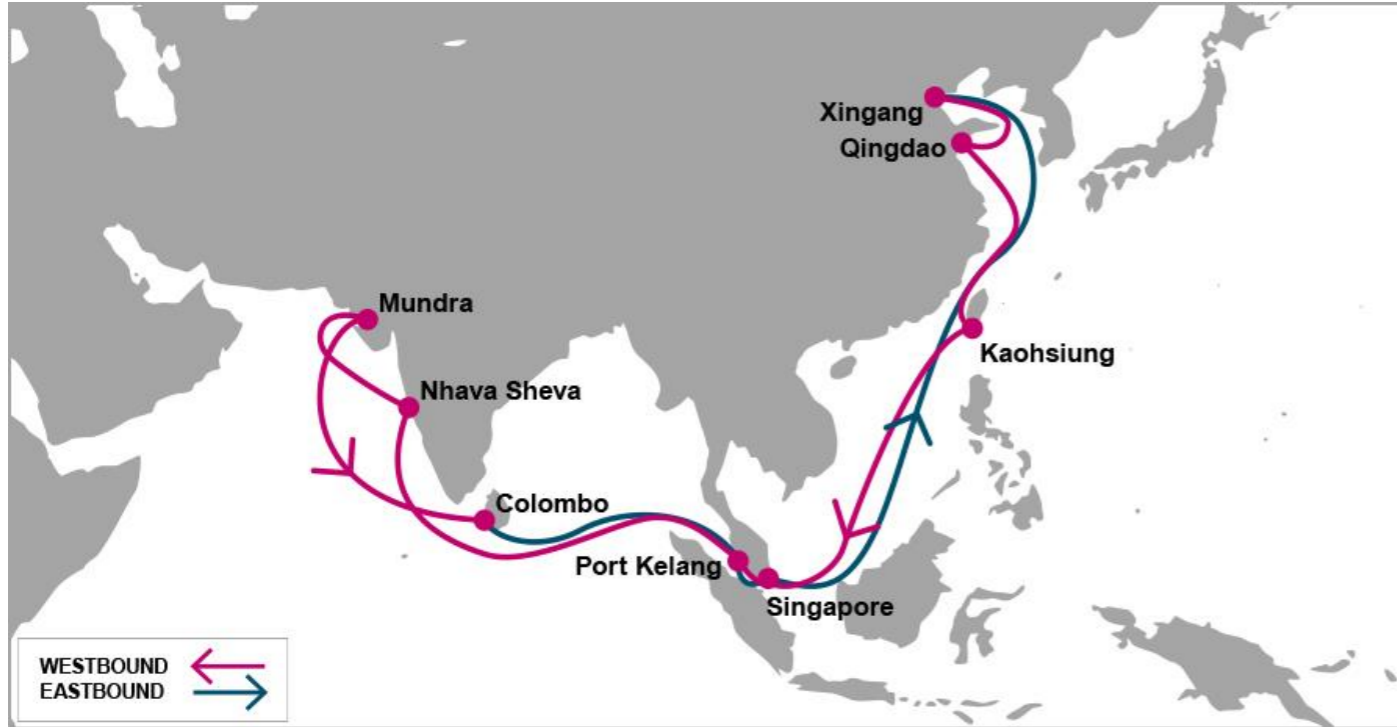 Xingang
Qingdao
Mundra
Kaohsiung
Nhava Sheva
Colombo
Port Kelang
Singapore
WESTBOUND
EASTBOUND